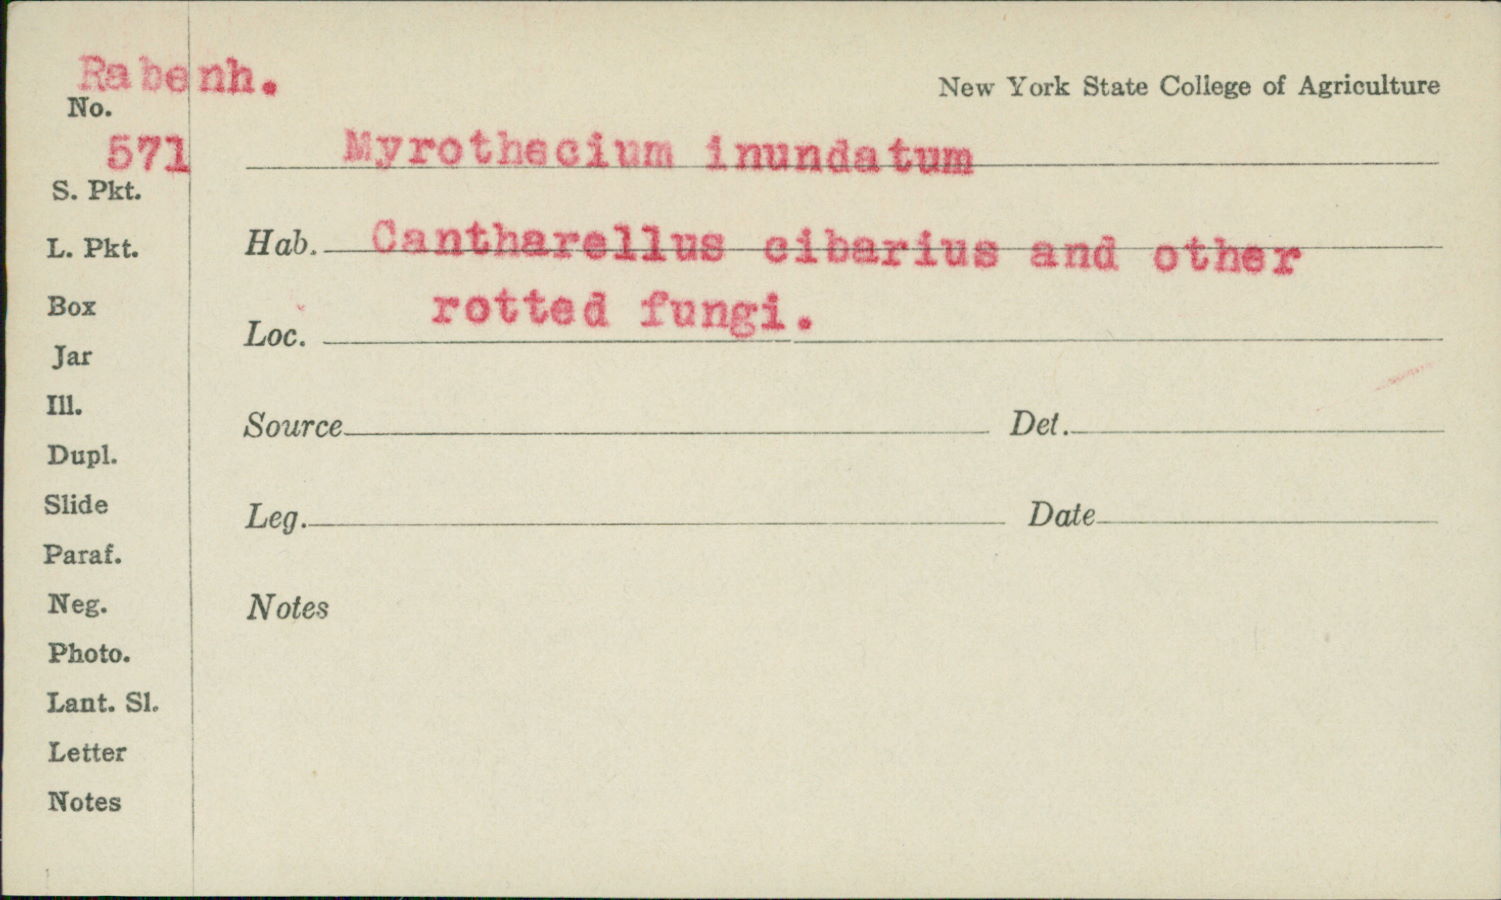 Rabenh.
New York State College of Agriculture
No.
571
Myrothecium inundatum
S. Pkt.
Hab. Cantharellus cibarius and other
L. Pkt.
rotted fungi.
Box
Loc.
Jar
Ill.
Source Det.
Dupl.
Slide
Leg. Date
Paraf.
Neg.
Notes
Photo.
Lant. Sl.
Letter
Notes